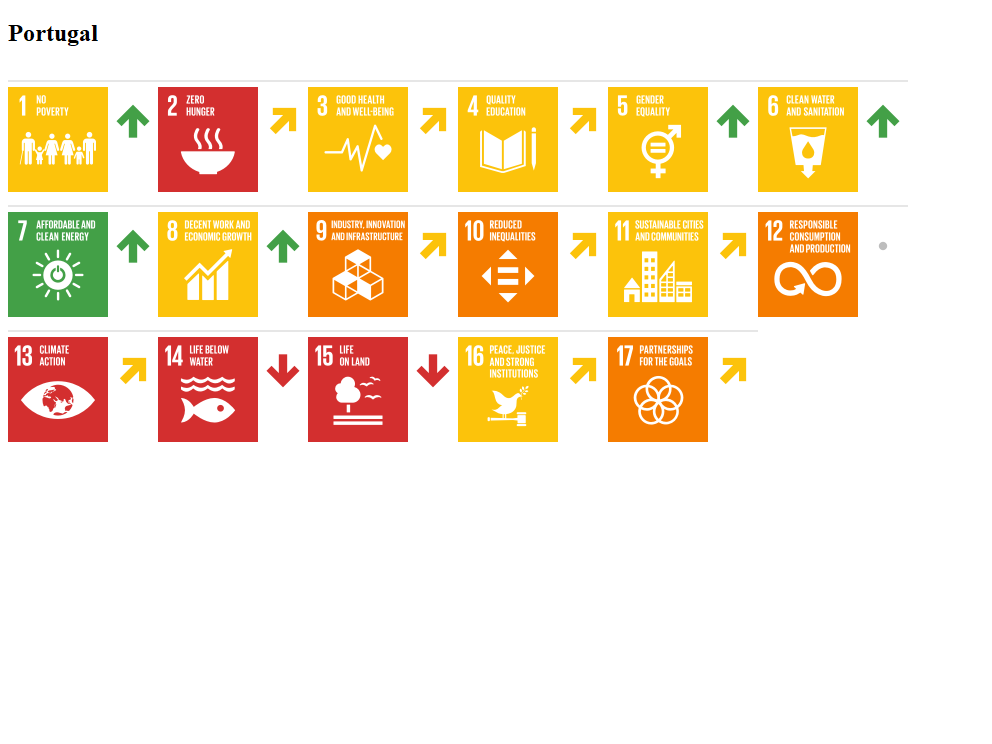 Portugal
1 NO
POVERTY
2 ZERO
HUNGER
3 GOOD HEALTH
AND WELL-BEING
4 QUALITY
EDUCATION
5 GENDER
EQUALITY
6 CLEAN WATER
AND SANITATION
7 AFFORDABLE AND
CLEAN ENERGY
8 DECENT WORK AND
ECONOMIC GROWTH
9 INDUSTRY, INNOVATION
AND INFRASTRUCTURE
10 REDUCED
INEQUALITIES
11 SUSTAINABLE CITIES
AND COMMUNITIES
12 RESPONSIBLE
CONSUMPTION
AND PRODUCTION
13 CLIMATE
ACTION
14 LIFE BELOW
WATER
15 LIFE
ON LAND
16 PEACE, JUSTICE
AND STRONG
INSTITUTIONS
17 PARTNERSHIPS
FOR THE GOALS